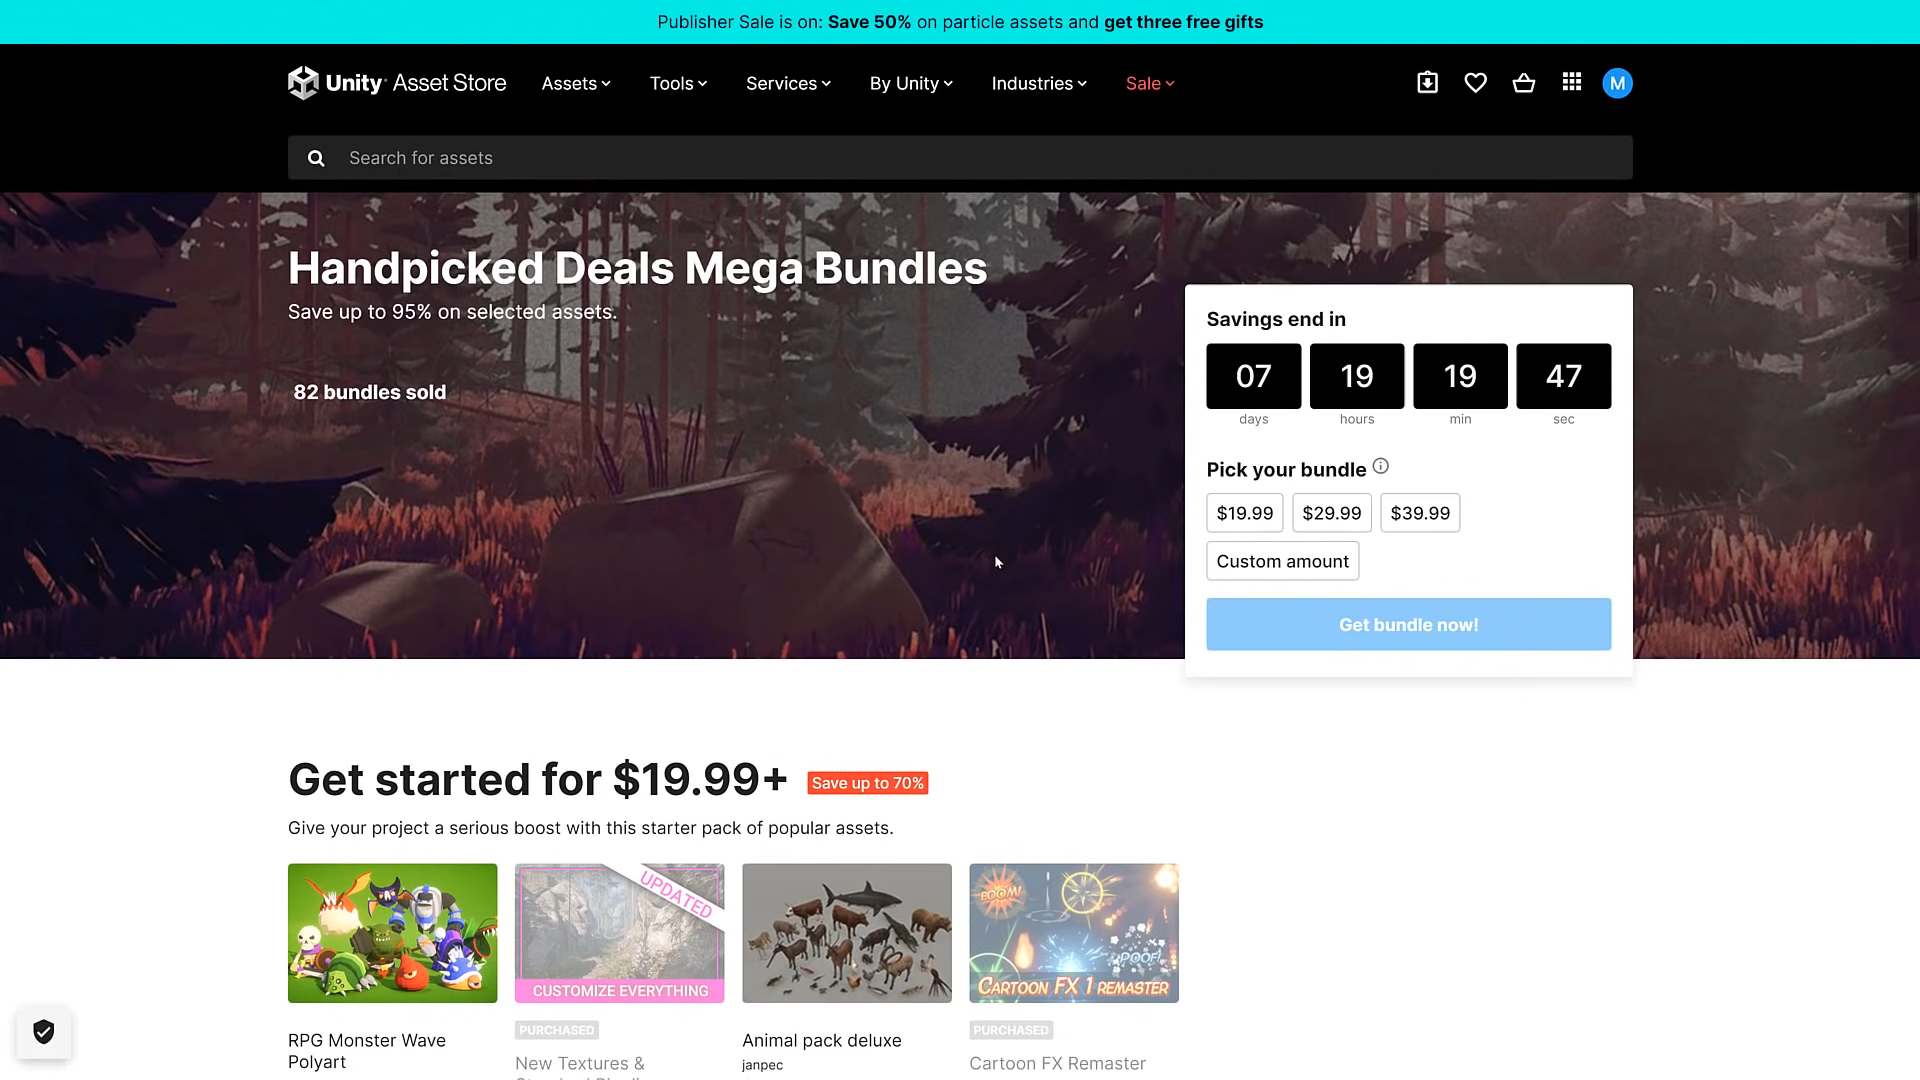 Publisher Sale is on: Save 50% on particle assets and get three free gifts
Unity Asset Store
Assets
Tools
Services
By Unity
Industries
Sale
M
Search for assets
Handpicked Deals Mega Bundles
Save up to 95% on selected assets.
82 bundles sold
Savings end in
07 19 19 47
days hours min sec
Pick your bundle
$19.99 $29.99 $39.99
Custom amount
Get bundle now!
Get started for $19.99+ Save up to 70%
Give your project a serious boost with this starter pack of popular assets.
UPDATED
CUSTOMIZE EVERYTHING
BOOM!
POOF!
CARTOON FX 1 REMASTER
RPG Monster Wave
Polyart
PURCHASED
New Textures &
Animal pack deluxe
janpec
PURCHASED
Cartoon FX Remaster